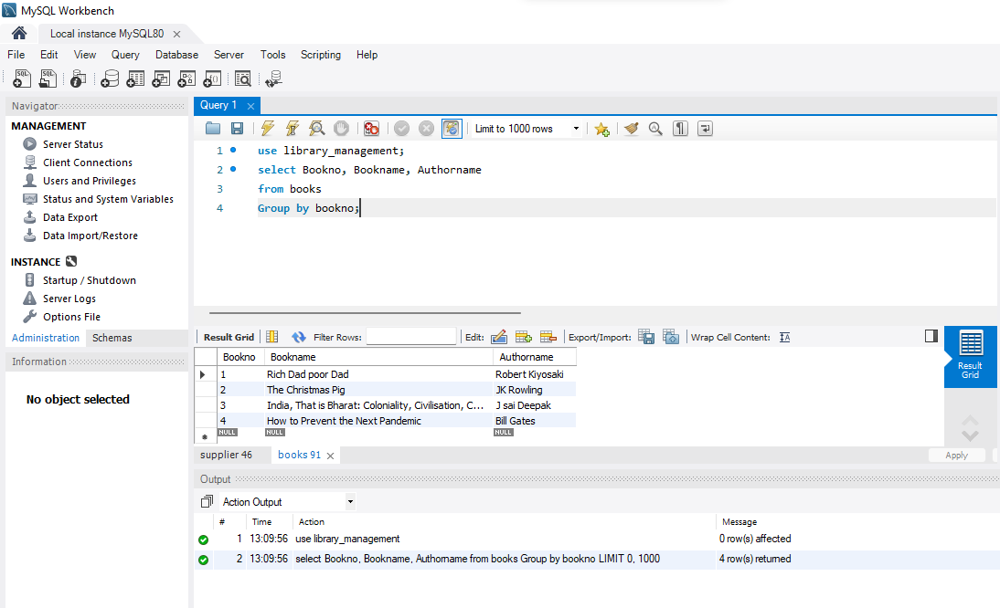 MySQL Workbench
Local instance MySQL80
File Edit View Query Database Server Tools Scripting Help
Navigator
MANAGEMENT
Server Status
Client Connections
Users and Privileges
Status and System Variables
Data Export
Data Import/Restore
INSTANCE
Startup / Shutdown
Server Logs
Options File
Administration Schemas
Information
No object selected
Query 1
Limit to 1000 rows
1 use library_management;
2 select Bookno, Bookname, Authorname
3 from books
4 Group by bookno;
Result Grid Filter Rows: Edit: Export/Import: Wrap Cell Content:
Bookno Bookname Authorname
1 Rich Dad poor Dad Robert Kiyosaki
2 The Christmas Pig JK Rowling
3 India, That is Bharat: Coloniality, Civilisation, C... J sai Deepak
4 How to Prevent the Next Pandemic Bill Gates
NULL NULL NULL
Result
Grid
supplier 46 books 91 Apply
Output
Action Output
# Time Action Message
1 13:09:56 use library_management 0 row(s) affected
2 13:09:56 select Bookno, Bookname, Authorname from books Group by bookno LIMIT 0, 1000 4 row(s) returned